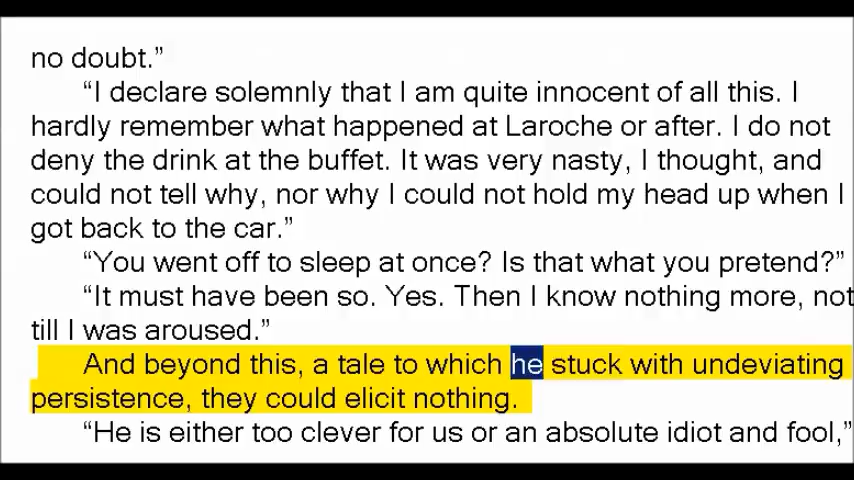 no doubt.”
“I declare solemnly that I am quite innocent of all this. I
hardly remember what happened at Laroche or after. I do not
deny the drink at the buffet. It was very nasty, I thought, and
could not tell why, nor why I could not hold my head up when I
got back to the car.”
“You went off to sleep at once? Is that what you pretend?”
“It must have been so. Yes. Then I know nothing more, not
till I was aroused.”
And beyond this, a tale to which he stuck with undeviating
persistence, they could elicit nothing.
“He is either too clever for us or an absolute idiot and fool,”